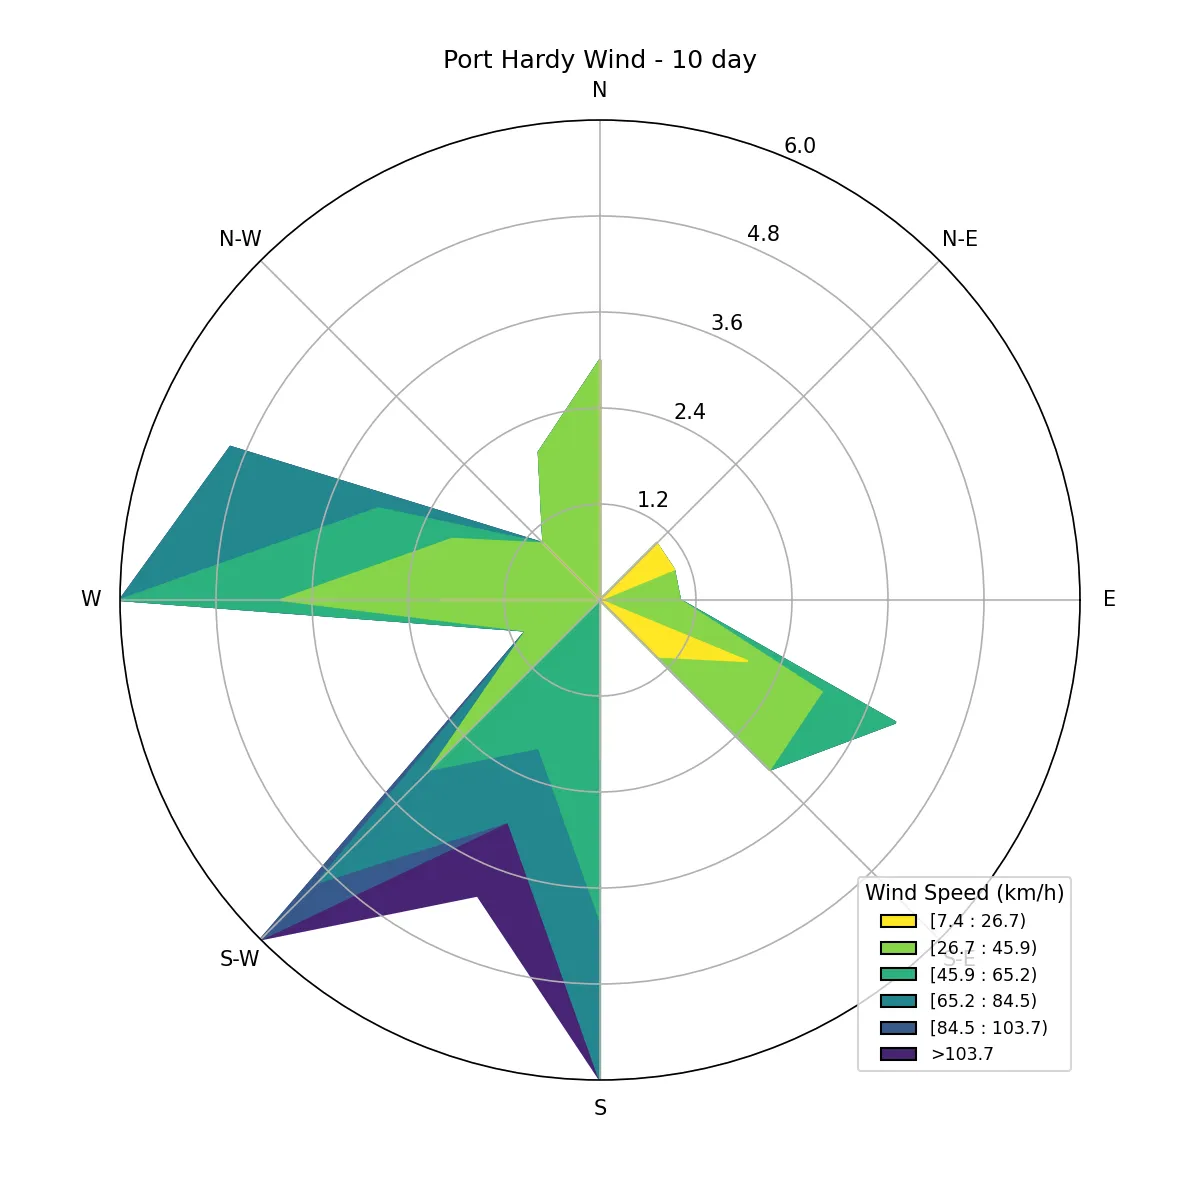 Port Hardy Wind - 10 day
N
6.0
4.8
N-W
N-E
3.6
2.4
1.2
W
E
S-W
S-E
S
Wind Speed (km/h)
[7.4 : 26.7)
[26.7 : 45.9)
[45.9 : 65.2)
[65.2 : 84.5)
[84.5 : 103.7)
>103.7